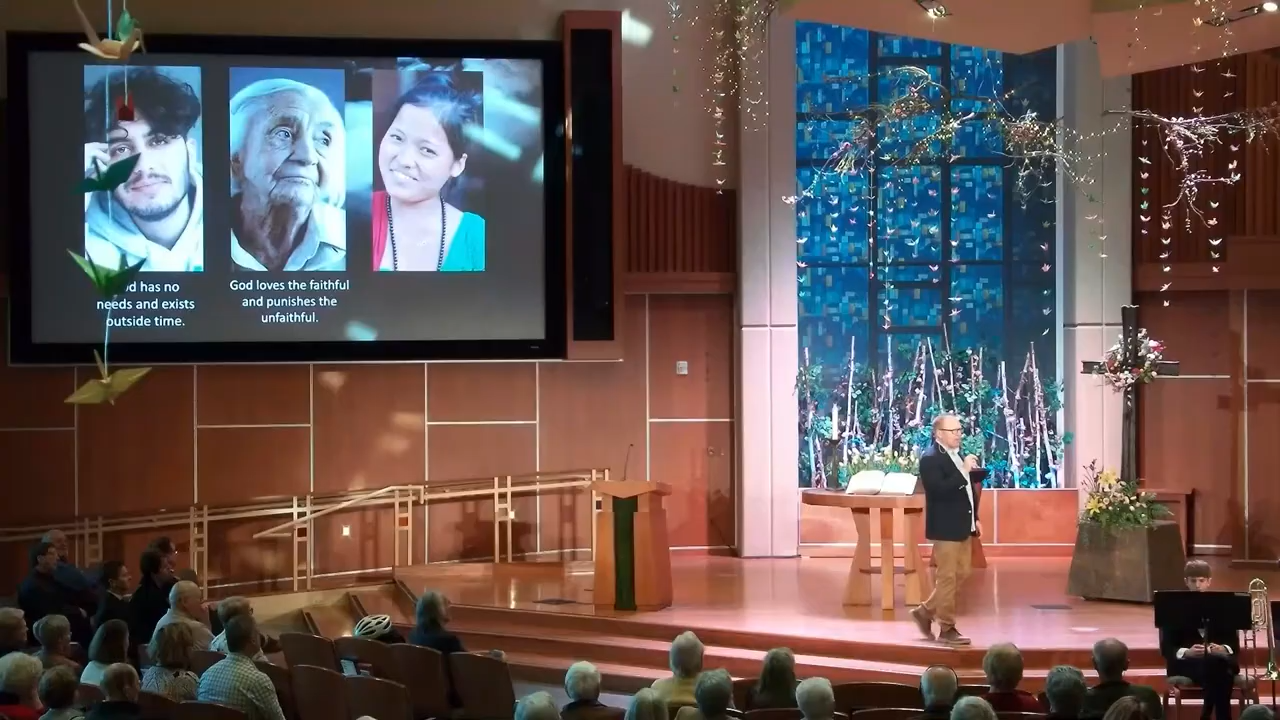 has no
needs and exists
outside time.
God loves the faithful
and punishes the
unfaithful.